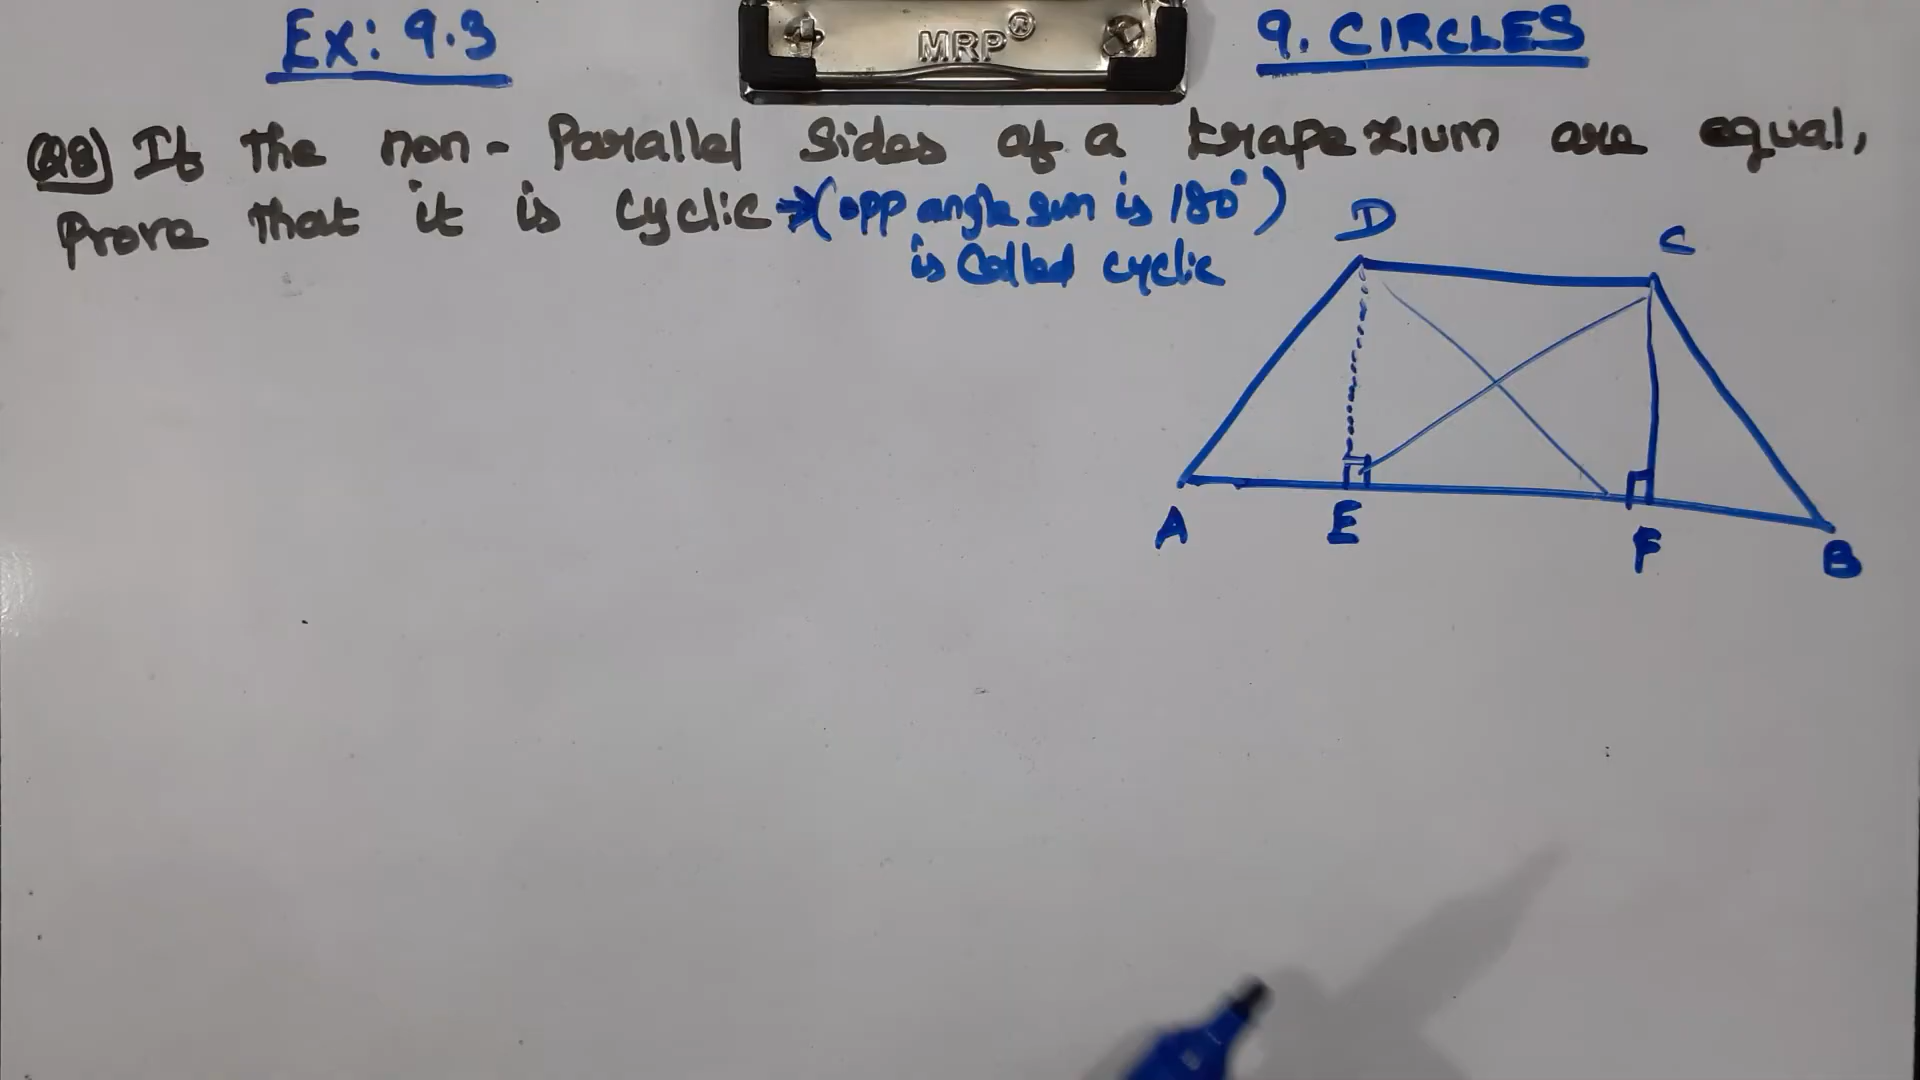 Ex: 9.3
MRP®
9. CIRCLES
Q8) If the non-Parallel sides of a trapezium are equal,
Prove that it is cyclic → (opp angle sum is 180°)
is Called cyclic
D
C
A
E
F
B